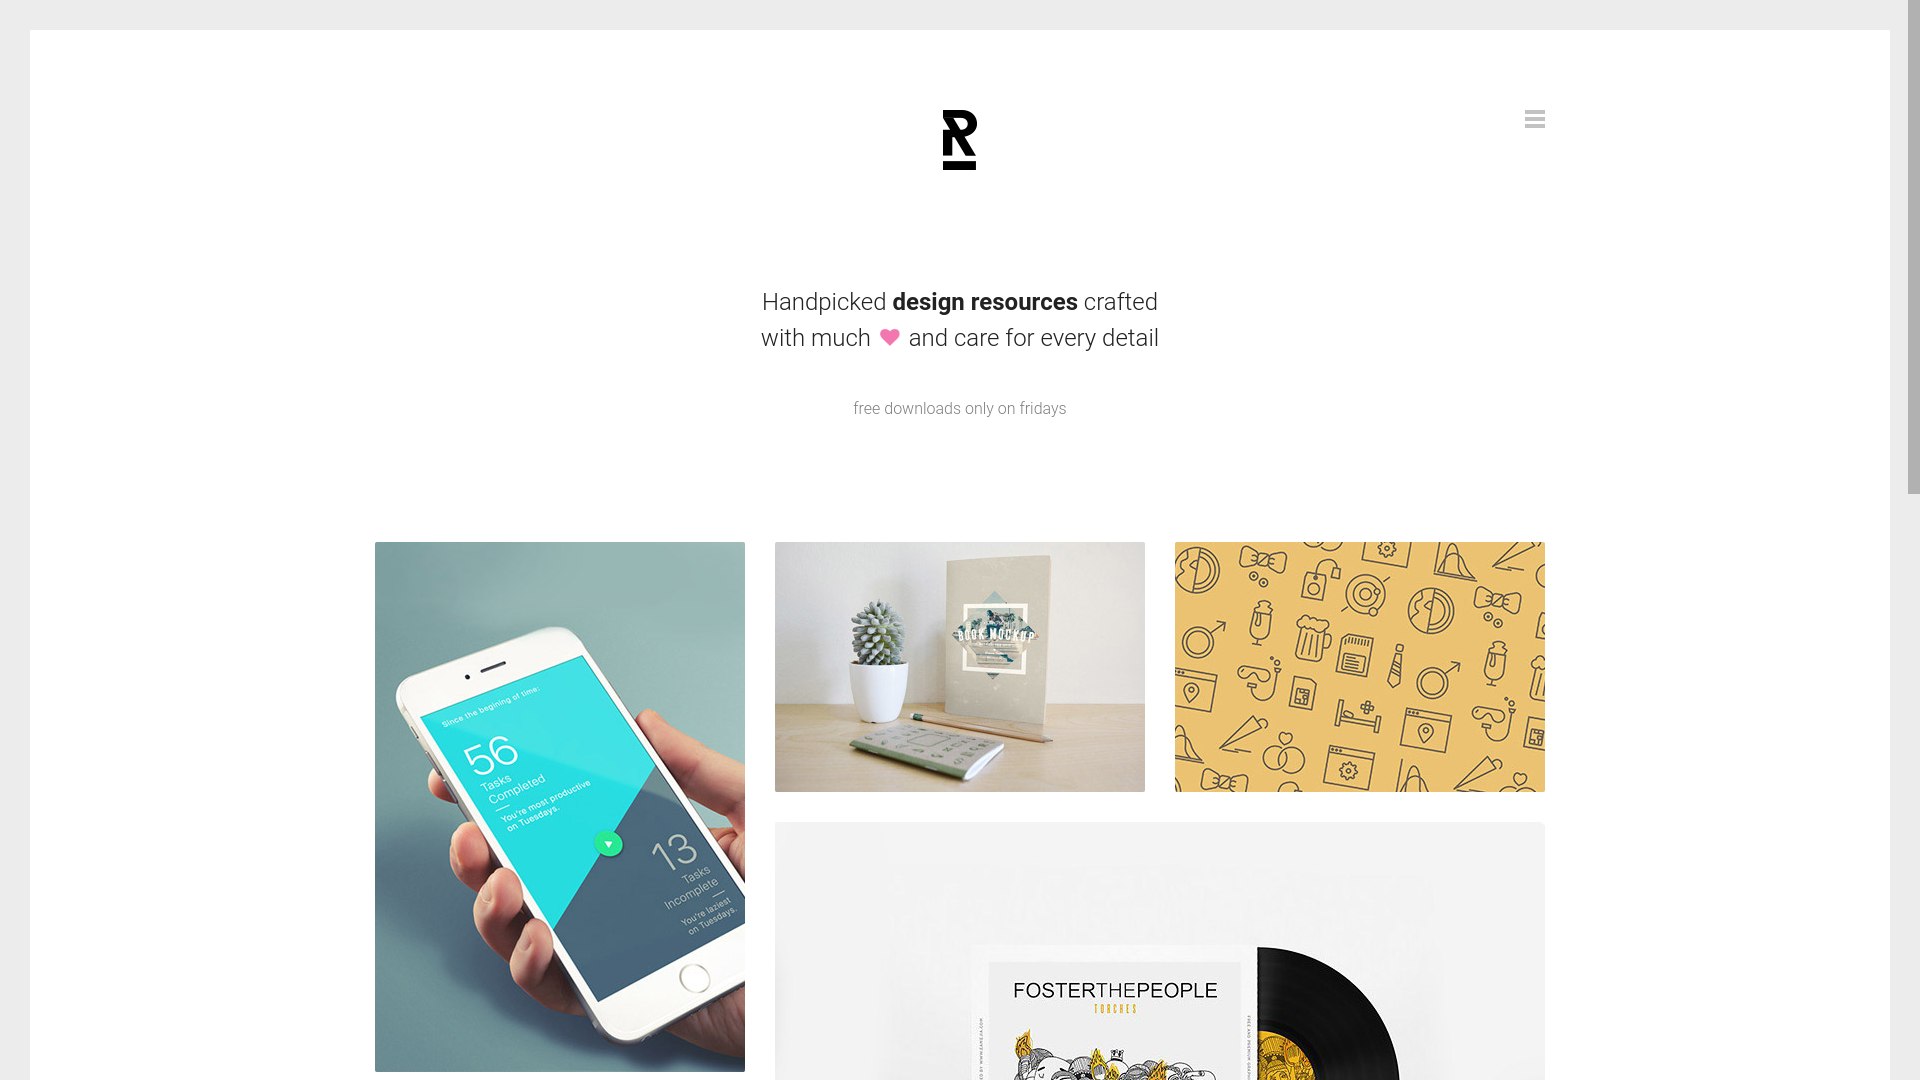 R
Handpicked design resources crafted
with much and care for every detail
free downloads only on fridays
Since the begining of time:
56
Tasks
Completed
You're most productive
on Tuesdays.
13
Tasks
Incomplete
You're laziest
on Tuesdays.
BOOK MOCKUP
FOSTERTHEPEOPLE
TORCHES